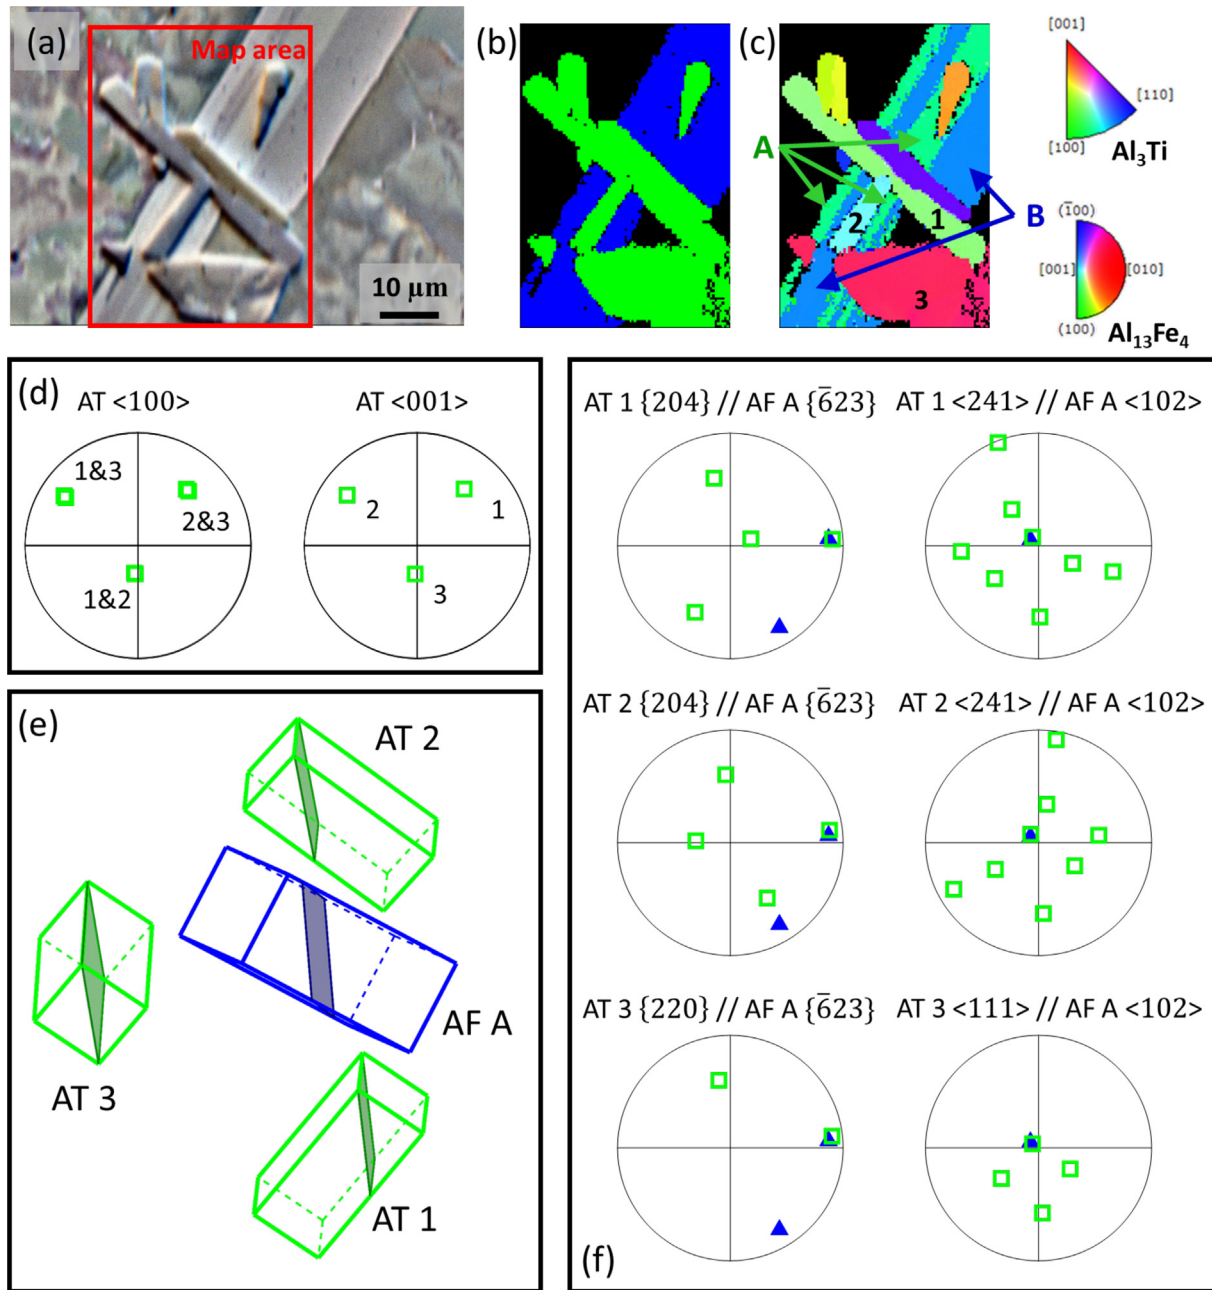 (a)
Map area
10 µm
(b)
(c)
A
B
1
2
3
[001]
[110]
[100]
Al₃Ti
(1̅00)
[001]
[010]
(100)
Al₁₃Fe₄
(d)
AT <100>
AT <001>
1&3
2&3
1&2
2
1
3
(e)
AT 2
AF A
AT 3
AT 1
AT 1 {204} // AF A {6̅23}
AT 1 <241> // AF A <102>
AT 2 {204} // AF A {6̅23}
AT 2 <241> // AF A <102>
AT 3 {220} // AF A {6̅23}
AT 3 <111> // AF A <102>
(f)